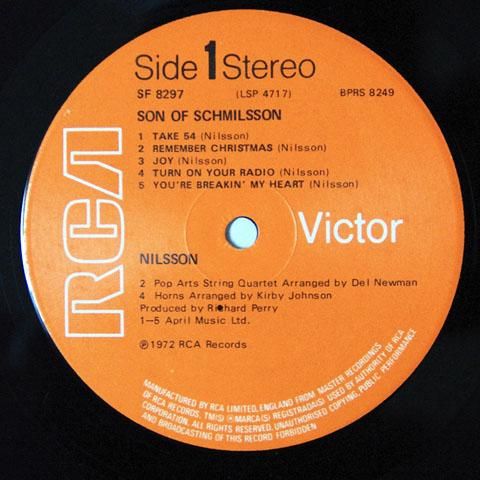 Side 1 Stereo
SF 8297 (LSP 4717) BPRS 8249
SON OF SCHMILSSON
1 TAKE 54 (Nilsson)
2 REMEMBER CHRISTMAS (Nilsson)
3 JOY (Nilsson)
4 TURN ON YOUR RADIO (Nilsson)
5 YOU'RE BREAKIN' MY HEART (Nilsson)
RCA Victor
NILSSON
2 Pop Arts String Quartet Arranged by Del Newman
4 Horns Arranged by Kirby Johnson
Produced by Richard Perry
1—5 April Music Ltd.
℗1972 RCA Records
MANUFACTURED BY RCA LIMITED, ENGLAND FROM MASTER RECORDINGS
OF RCA RECORDS. TM(S) ® MARCA(S) REGISTRADA(S) USED BY AUTHORITY OF RCA
CORPORATION. ALL RIGHTS RESERVED. UNAUTHORISED COPYING, PUBLIC PERFORMANCE
AND BROADCASTING OF THIS RECORD FORBIDDEN